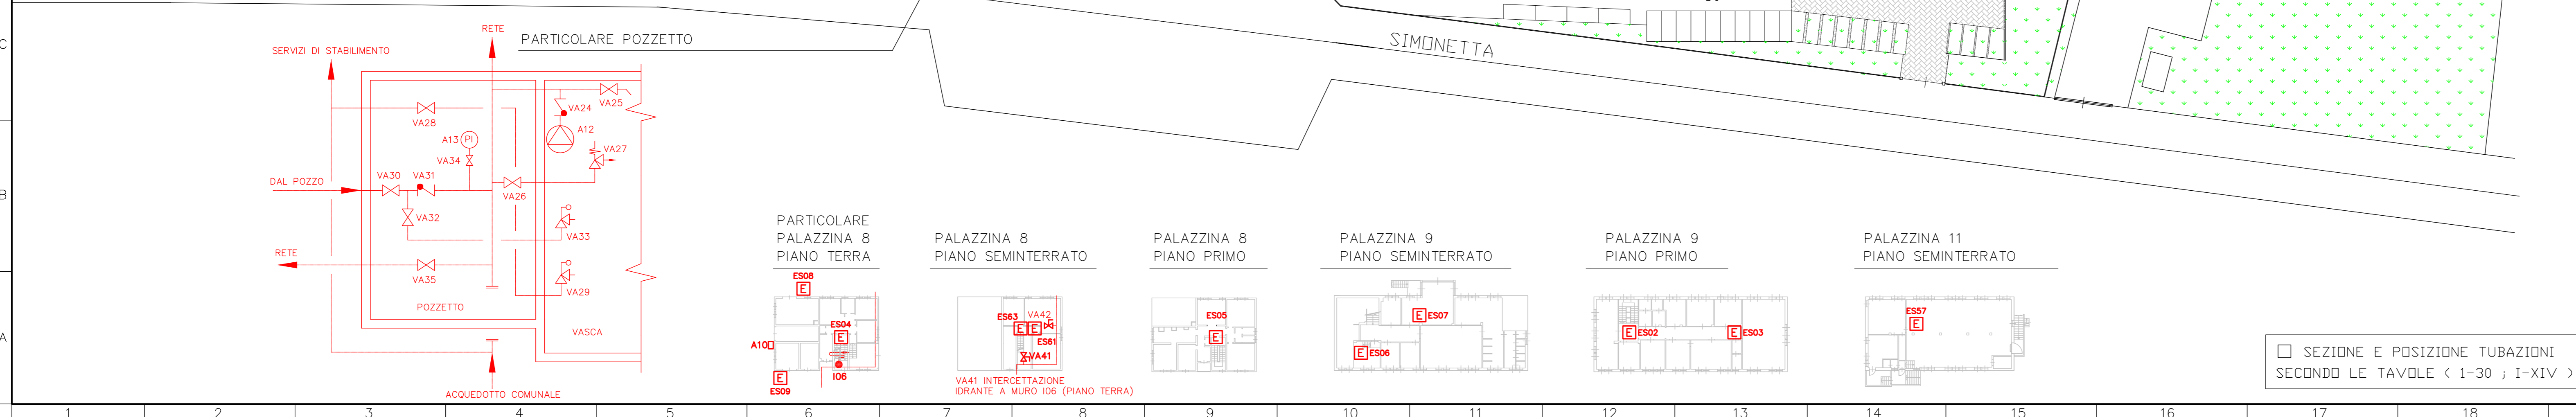 C
B
A
SERVIZI DI STABILIMENTO
RETE
PARTICOLARE POZZETTO
VA28
VA24
VA25
A12
A13
PI
VA34
VA27
DAL POZZO
VA30
VA31
VA26
VA32
VA33
RETE
VA35
VA29
POZZETTO
VASCA
ACQUEDOTTO COMUNALE
SIMONETTA
PARTICOLARE
PALAZZINA 8
PIANO TERRA
ES08
E
ES04
E
A10
I06
E
ES09
PALAZZINA 8
PIANO SEMINTERRATO
ES63
E
E
VA42
ES61
VA41
VA41 INTERCETTAZIONE
IDRANTE A MURO I06 (PIANO TERRA)
PALAZZINA 8
PIANO PRIMO
ES05
E
PALAZZINA 9
PIANO SEMINTERRATO
E ES07
E ES06
PALAZZINA 9
PIANO PRIMO
E ES02
E ES03
PALAZZINA 11
PIANO SEMINTERRATO
ES57
E
SEZIONE E POSIZIONE TUBAZIONI
SECONDO LE TAVOLE ( 1-30 ; I-XIV )
1 2 3 4 5 6 7 8 9 10 11 12 13 14 15 16 17 18